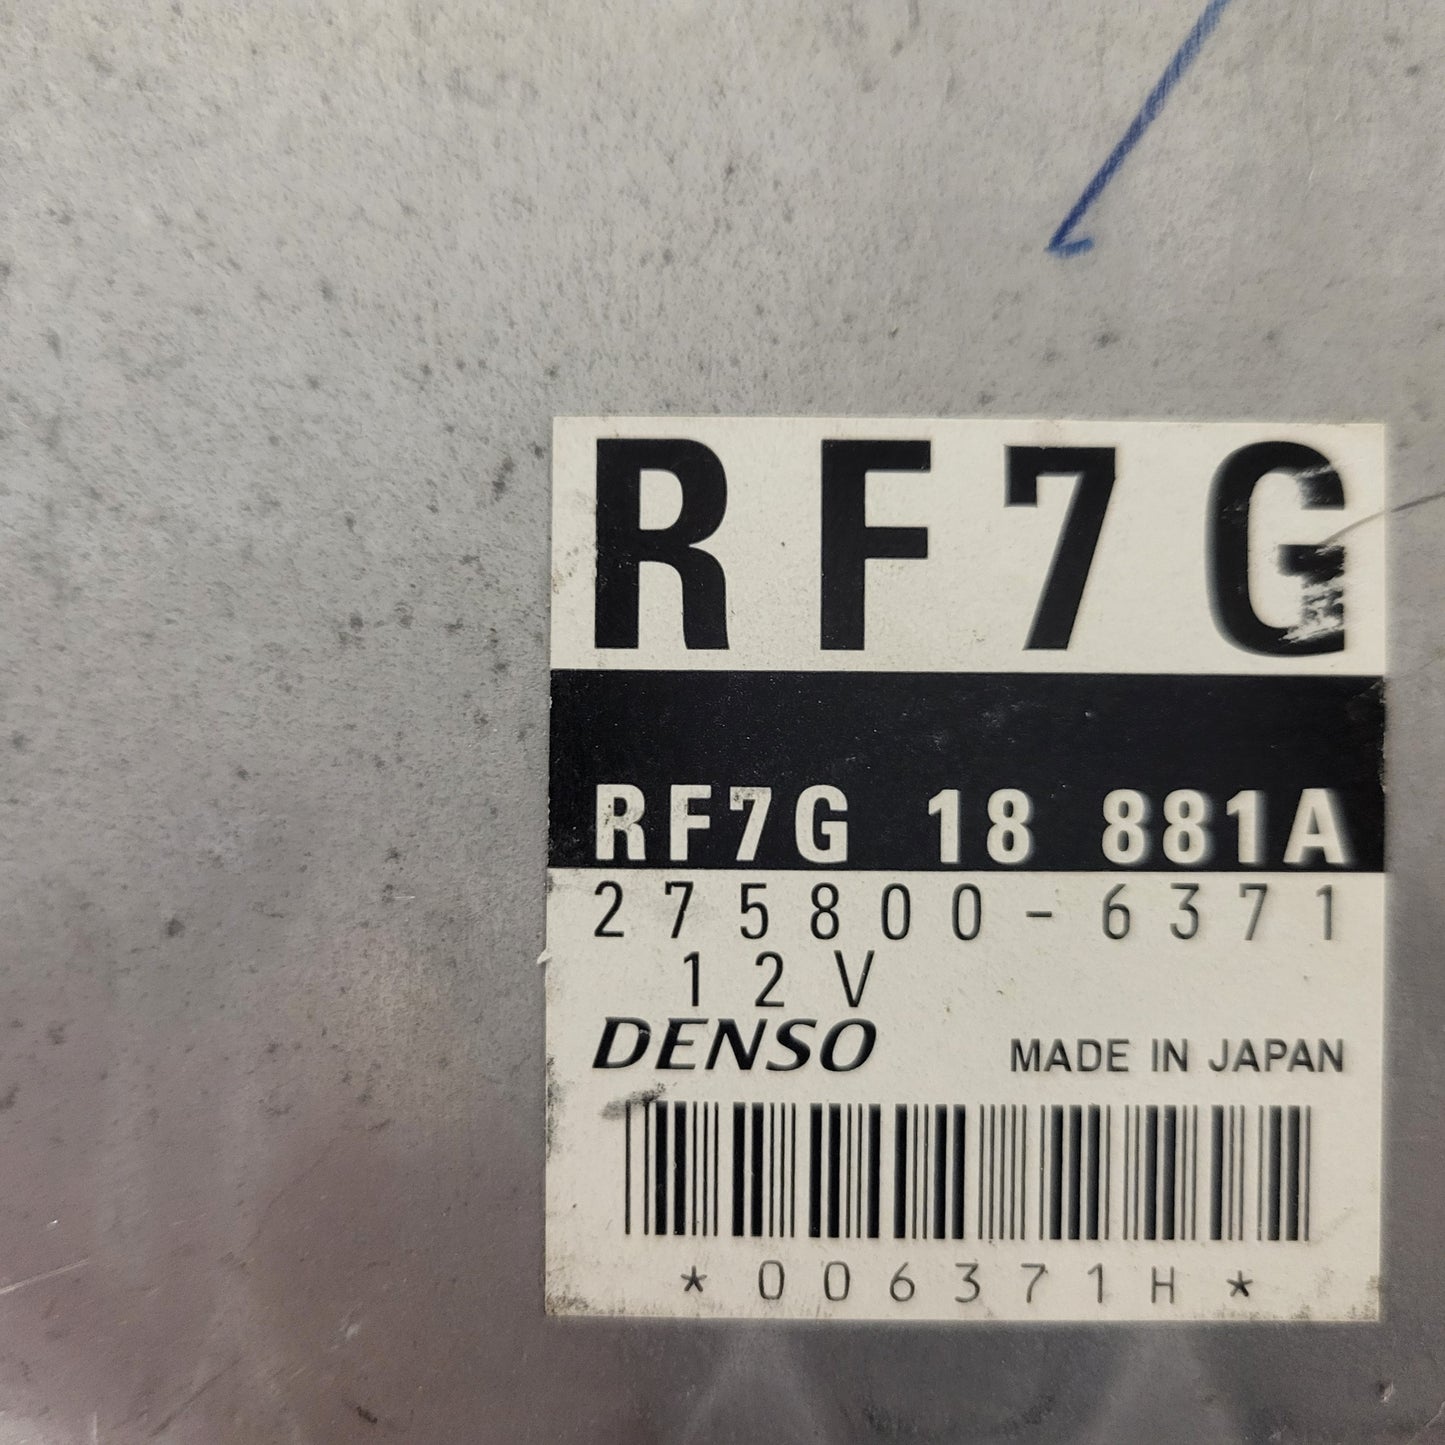 RF7G
RF7G 18 881A
275800-6371
12V
DENSO MADE IN JAPAN
*006371H*